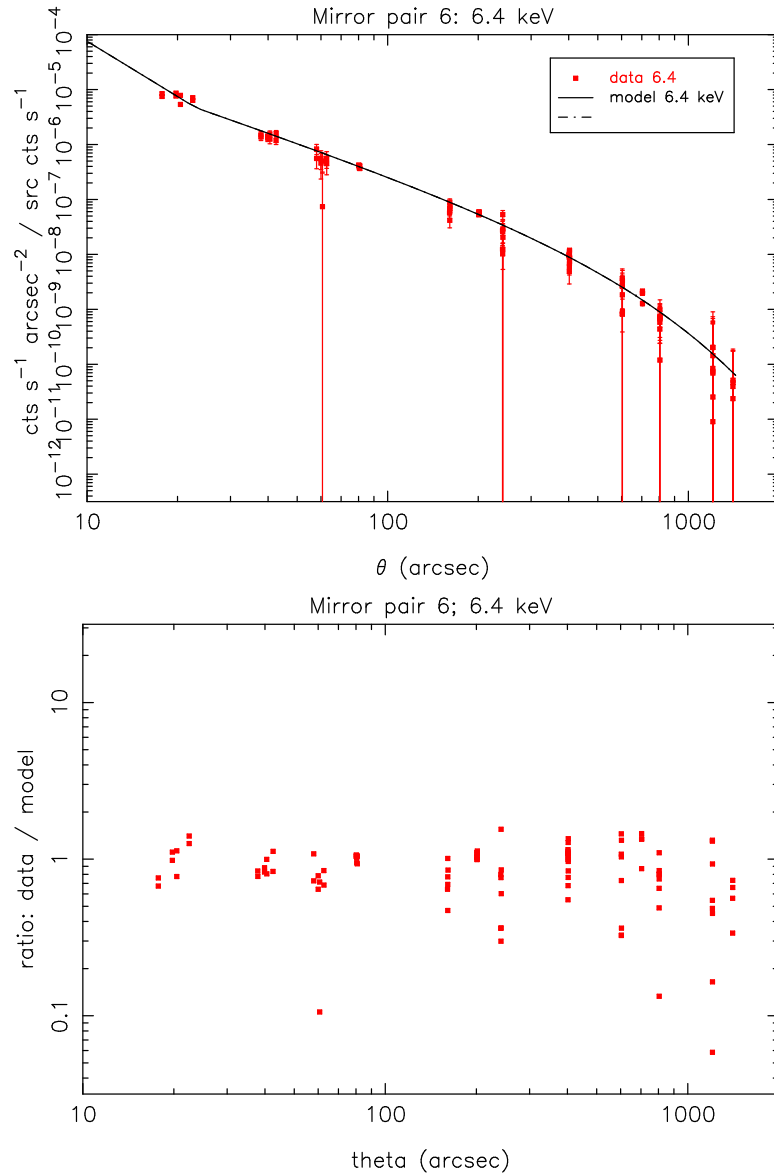 Mirror pair 6: 6.4 keV
cts s⁻¹ arcsec⁻² / src cts s⁻¹
10⁻⁴
10⁻⁵
10⁻⁶
10⁻⁷
10⁻⁸
10⁻⁹
10⁻¹⁰
10⁻¹¹
10⁻¹²
data 6.4
model 6.4 keV
10
100
1000
θ (arcsec)
Mirror pair 6; 6.4 keV
ratio: data / model
10
1
0.1
10
100
1000
theta (arcsec)